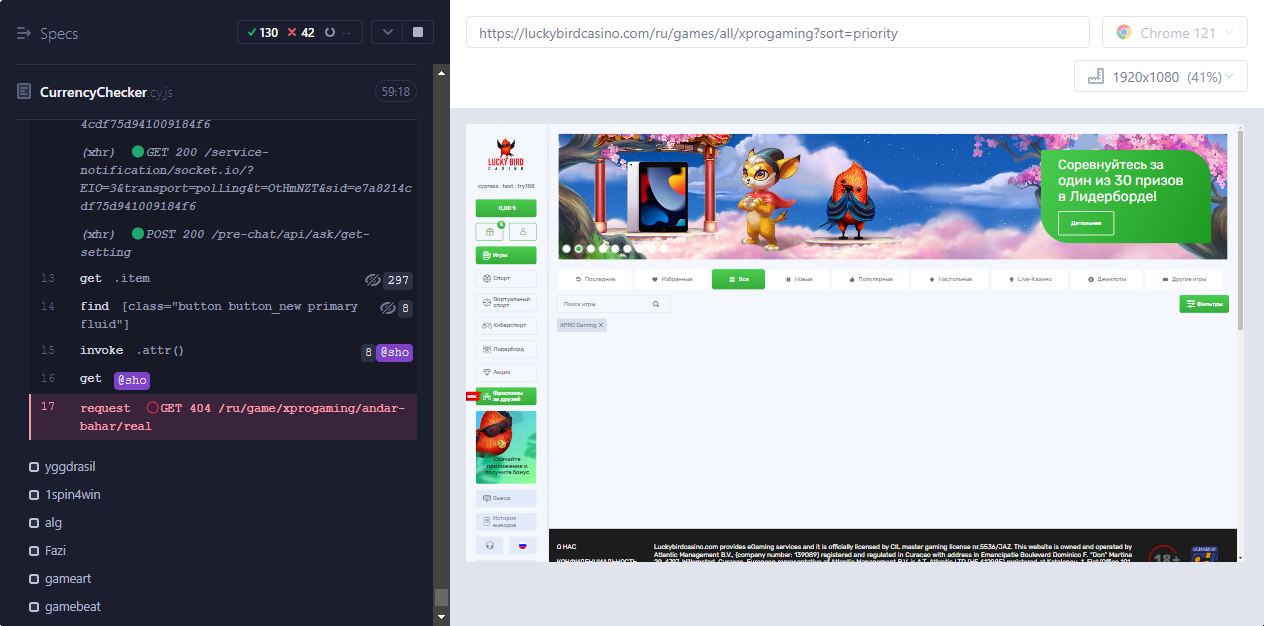 Specs
130 42 --
CurrencyChecker.cy.js
59:18
4cdf75d941009184f6
(xhr) GET 200 /service-
notification/socket.io/?
EIO=3&transport=polling&t=OtHmNZT&sid=e7a8214c
df75d941009184f6
(xhr) POST 200 /pre-chat/api/ask/get-
setting
13 get .item 297
14 find [class="button button_new primary
fluid"] 8
15 invoke .attr() 8 @sho
16 get @sho
17 request GET 404 /ru/game/xprogaming/andar-
bahar/real
yggdrasil
1spin4win
alg
Fazi
gameart
gamebeat
https://luckybirdcasino.com/ru/games/all/xprogaming?sort=priority
Chrome 121
1920x1080 (41%)
LUCKY BIRD
CASINO
cypress_test_try188
0,00 $
Игры
Спорт
Виртуальный
спорт
Киберспорт
Лидерборд
Акции
Фриспины
за друзей
Скачайте
приложение и
получите бонус
Вывод
История
выводов
Соревнуйтесь за
один из 30 призов
в Лидерборде!
Детальнее
Последние
Избранные
Все
Новые
Популярные
Настольные
Live-Казино
Джекпоты
Другие игры
Поиск игры
Фильтры
XPRO Gaming ✕
О НАС
КОНФИДЕНЦИАЛЬНОСТЬ
Luckybirdcasino.com provides eGaming services and it is officially licensed by CIL master gaming license nr.5536/JAZ. This website is owned and operated by
Atlantic Management B.V., (company number: 139089) registered and regulated in Curacao with address in Emancipatie Boulevard Dominico F. "Don" Martina
18+
LICENSED BY